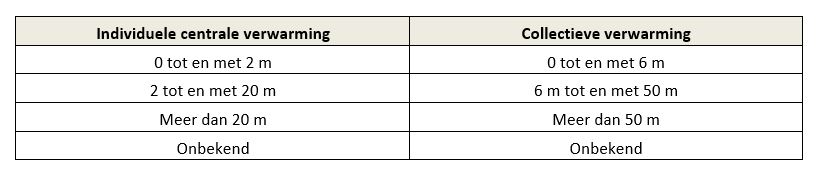 Individuele centrale verwarming Collectieve verwarming
0 tot en met 2 m 0 tot en met 6 m
2 tot en met 20 m 6 m tot en met 50 m
Meer dan 20 m Meer dan 50 m
Onbekend Onbekend